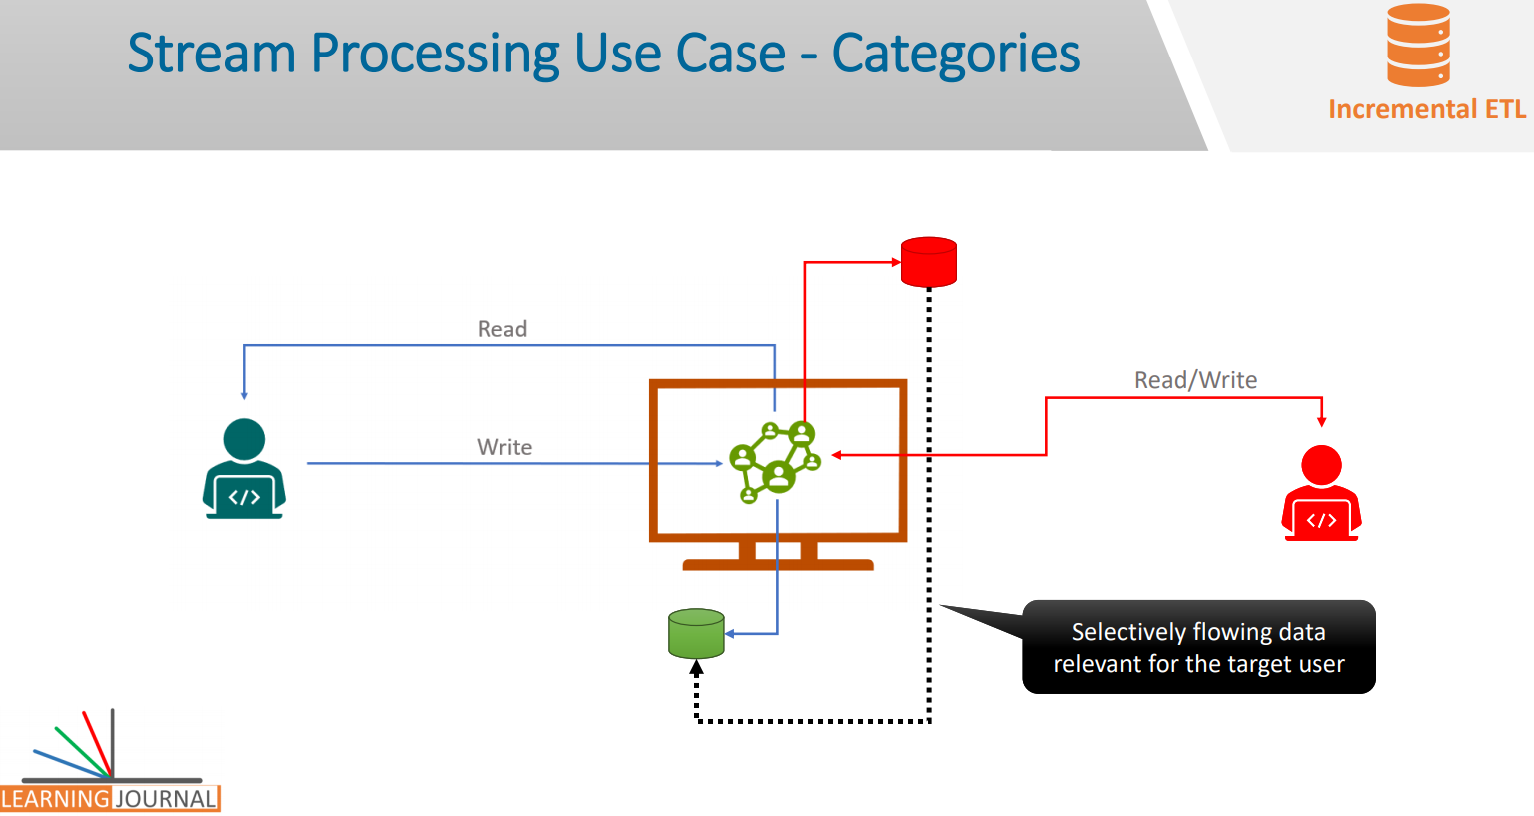 Stream Processing Use Case - Categories
Incremental ETL
Read
Read/Write
Write
</>
</>
Selectively flowing data
relevant for the target user
LEARNING JOURNAL